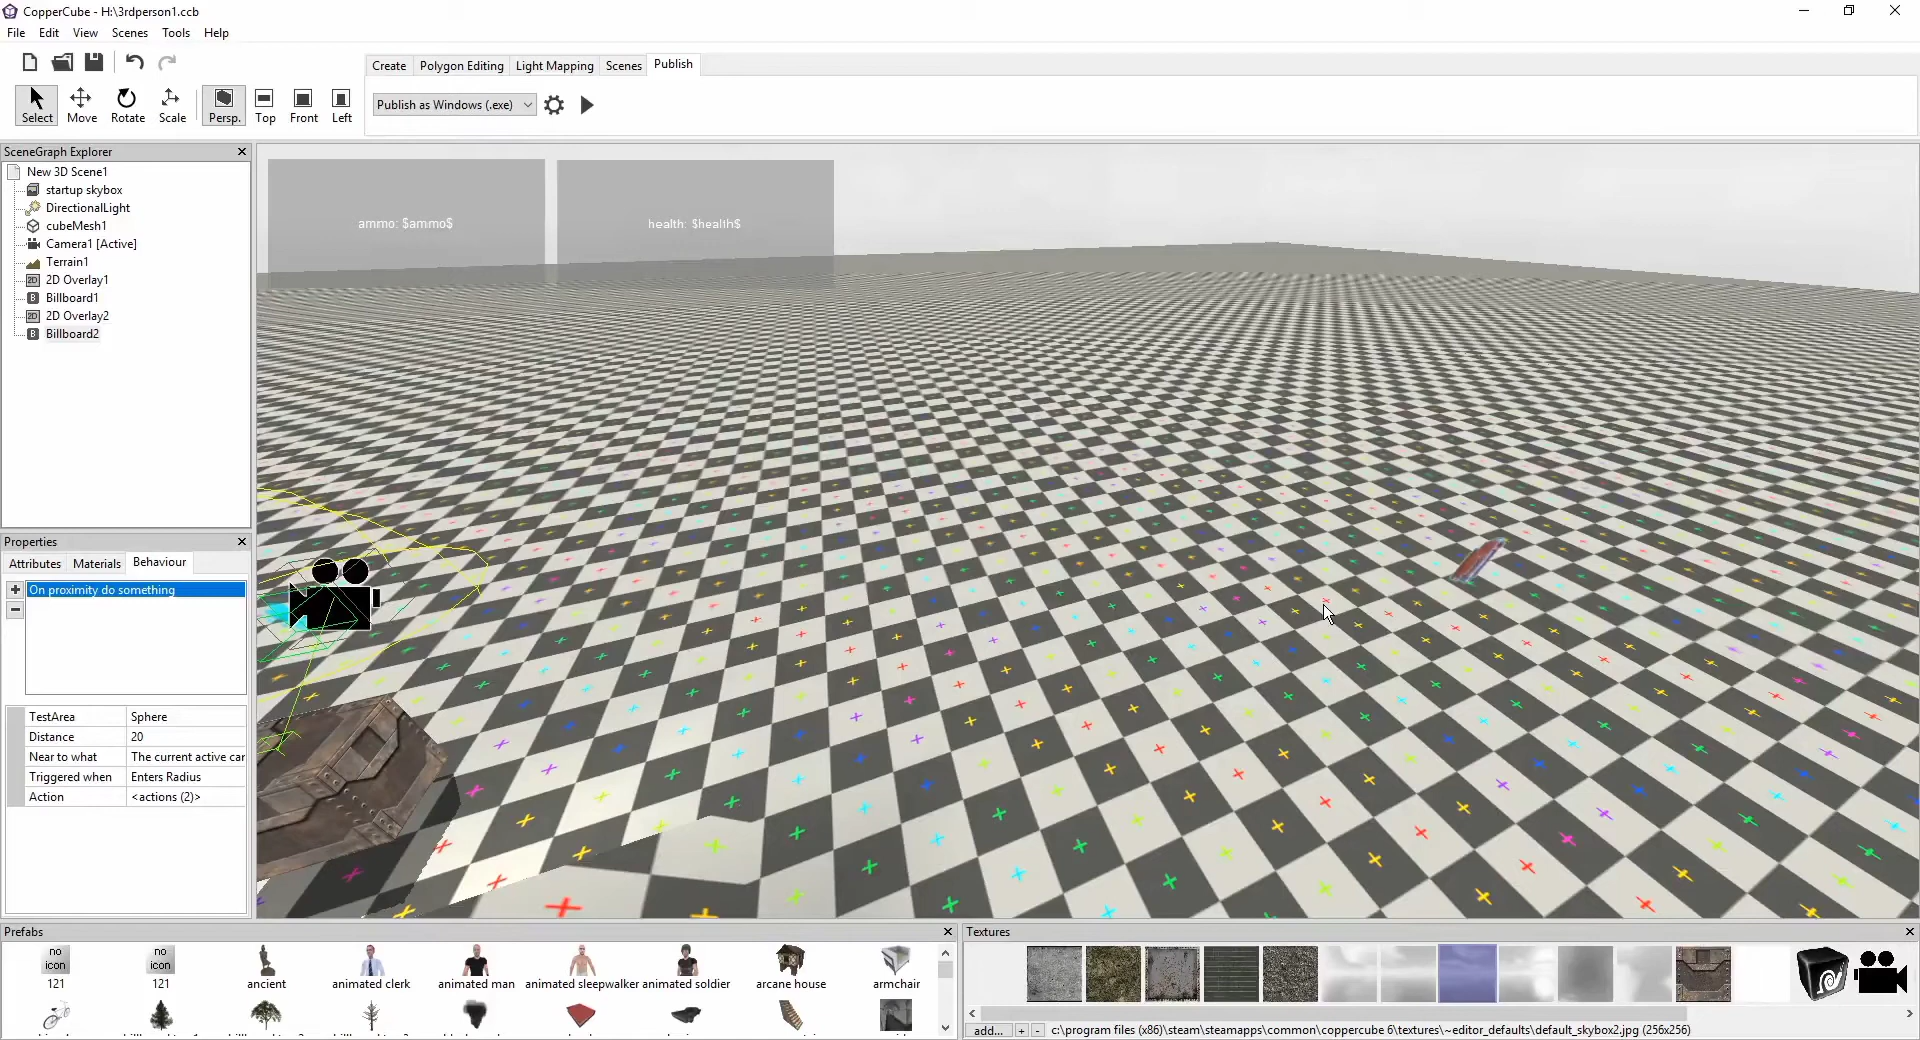 CopperCube - H:\3rdperson1.ccb
File Edit View Scenes Tools Help
Create Polygon Editing Light Mapping Scenes Publish
Select Move Rotate Scale Persp. Top Front Left
Publish as Windows (.exe)
SceneGraph Explorer
New 3D Scene1
startup skybox
DirectionalLight
cubeMesh1
Camera1 [Active]
Terrain1
2D Overlay1
Billboard1
2D Overlay2
Billboard2
ammo: $ammo$
health: $health$
Properties
Attributes Materials Behaviour
On proximity do something
TestArea Sphere
Distance 20
Near to what The current active car
Triggered when Enters Radius
Action <actions (2)>
Prefabs
no icon
no icon
121 121 ancient animated clerk animated man animated sleepwalker animated soldier arcane house armchair
Textures
add... + - c:\program files (x86)\steam\steamapps\common\coppercube 6\textures\~editor_defaults\default_skybox2.jpg (256x256)